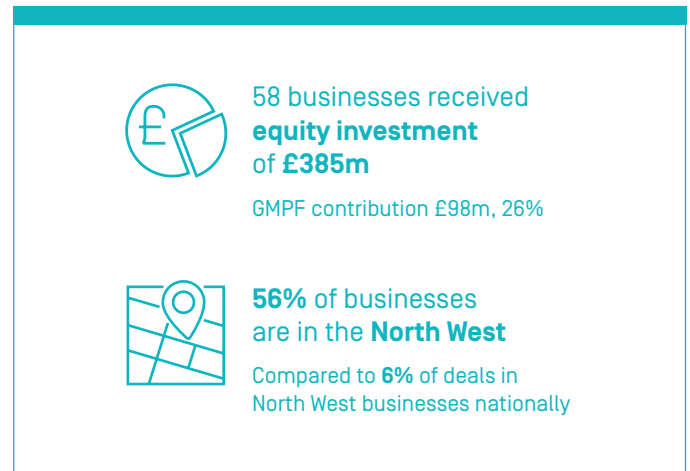 £
58 businesses received
equity investment
of £385m
GMPF contribution £98m, 26%
56% of businesses
are in the North West
Compared to 6% of deals in
North West businesses nationally